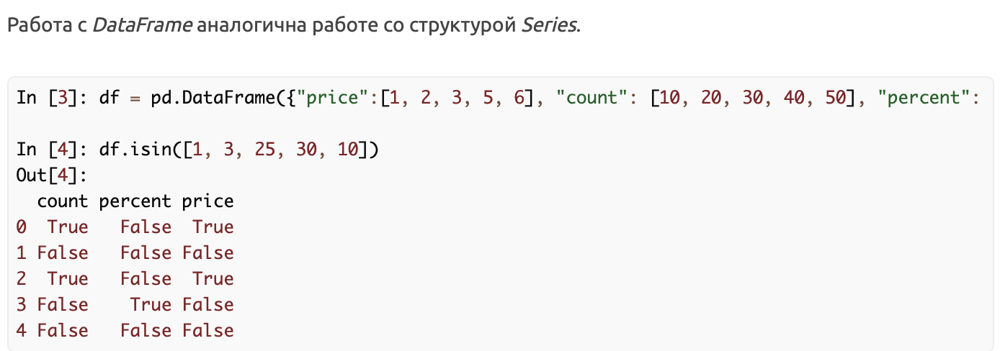 Работа с DataFrame аналогична работе со структурой Series.
In [3]: df = pd.DataFrame({"price":[1, 2, 3, 5, 6], "count": [10, 20, 30, 40, 50], "percent":
In [4]: df.isin([1, 3, 25, 30, 10])
Out[4]:
count percent price
0 True False True
1 False False False
2 True False True
3 False True False
4 False False False